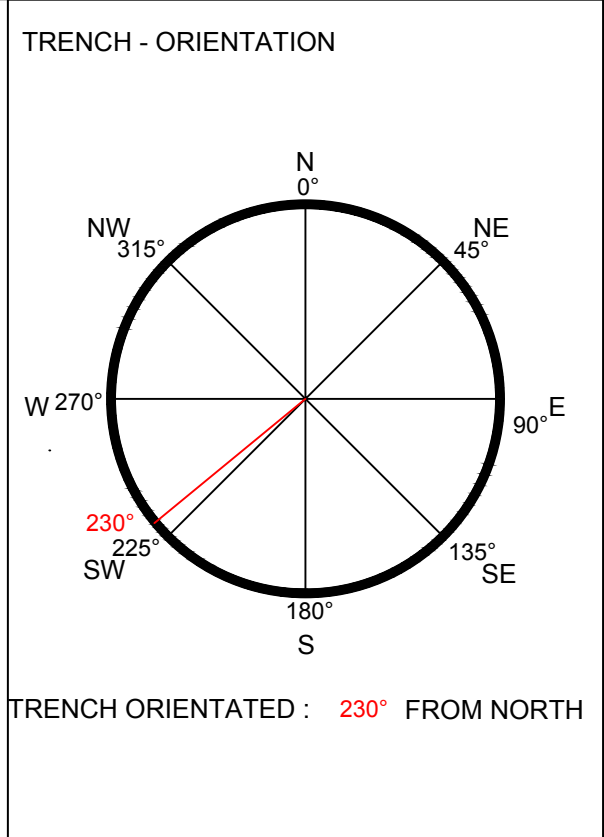 TRENCH - ORIENTATION
N
0°
NW
315°
NE
45°
W 270°
90° E
230°
225°
SW
135°
SE
180°
S
TRENCH ORIENTATED : 230° FROM NORTH